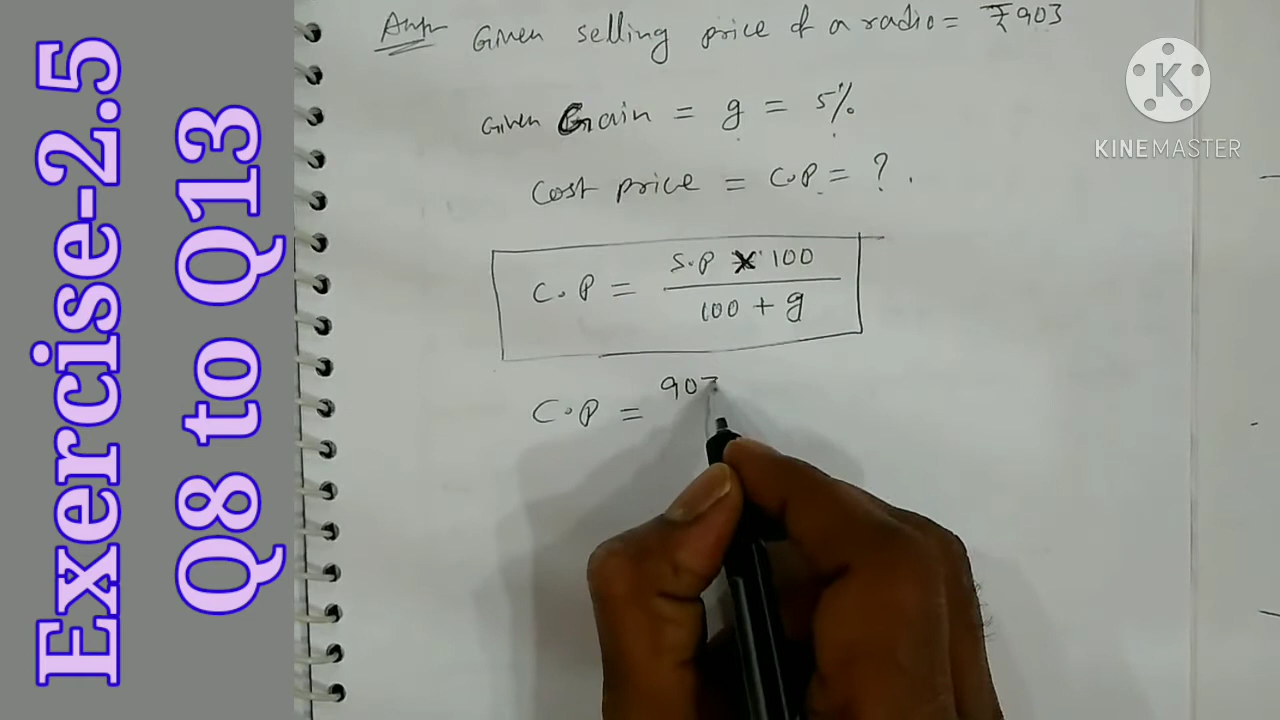 Exercise-2.5
Q8 to Q13
Given selling price of a radio = ₹903
Given Gain = g = 5%
Cost price = C.P = ?.
C.P = S.P × 100
100 + g
C.P = 903
K
KINEMASTER